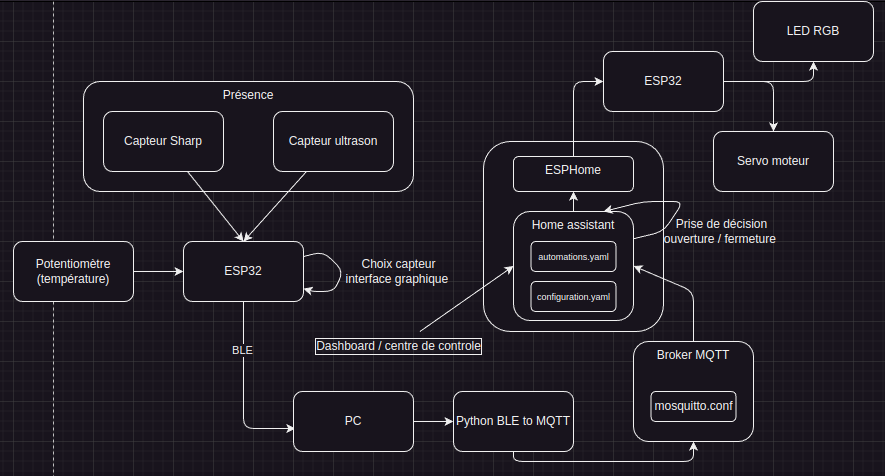 LED RGB
ESP32
Présence
Capteur Sharp
Capteur ultrason
Servo moteur
ESPHome
Home assistant
Prise de décision
ouverture / fermeture
automations.yaml
configuration.yaml
Potentiomètre
(température)
ESP32
Choix capteur
interface graphique
BLE
Dashboard / centre de controle
Broker MQTT
mosquitto.conf
PC
Python BLE to MQTT